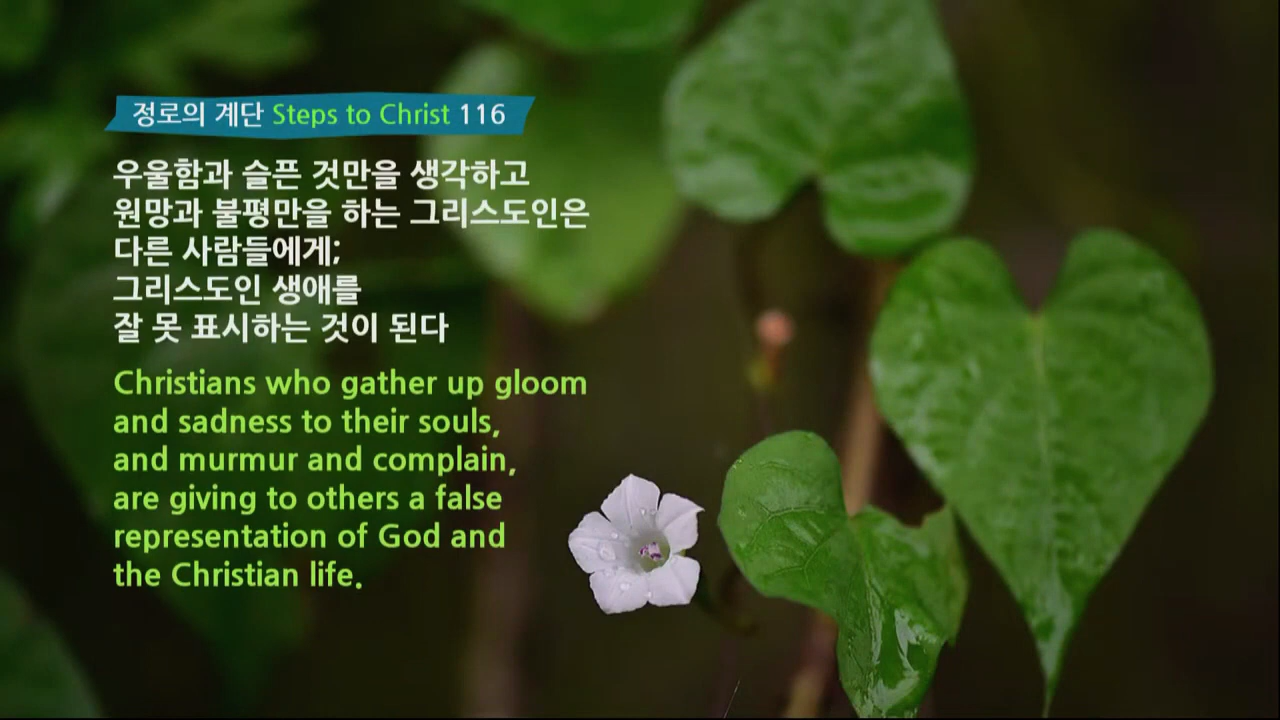 정로의 계단 Steps to Christ 116
우울함과 슬픈 것만을 생각하고
원망과 불평만을 하는 그리스도인은
다른 사람들에게;
그리스도인 생애를
잘 못 표시하는 것이 된다
Christians who gather up gloom
and sadness to their souls,
and murmur and complain,
are giving to others a false
representation of God and
the Christian life.